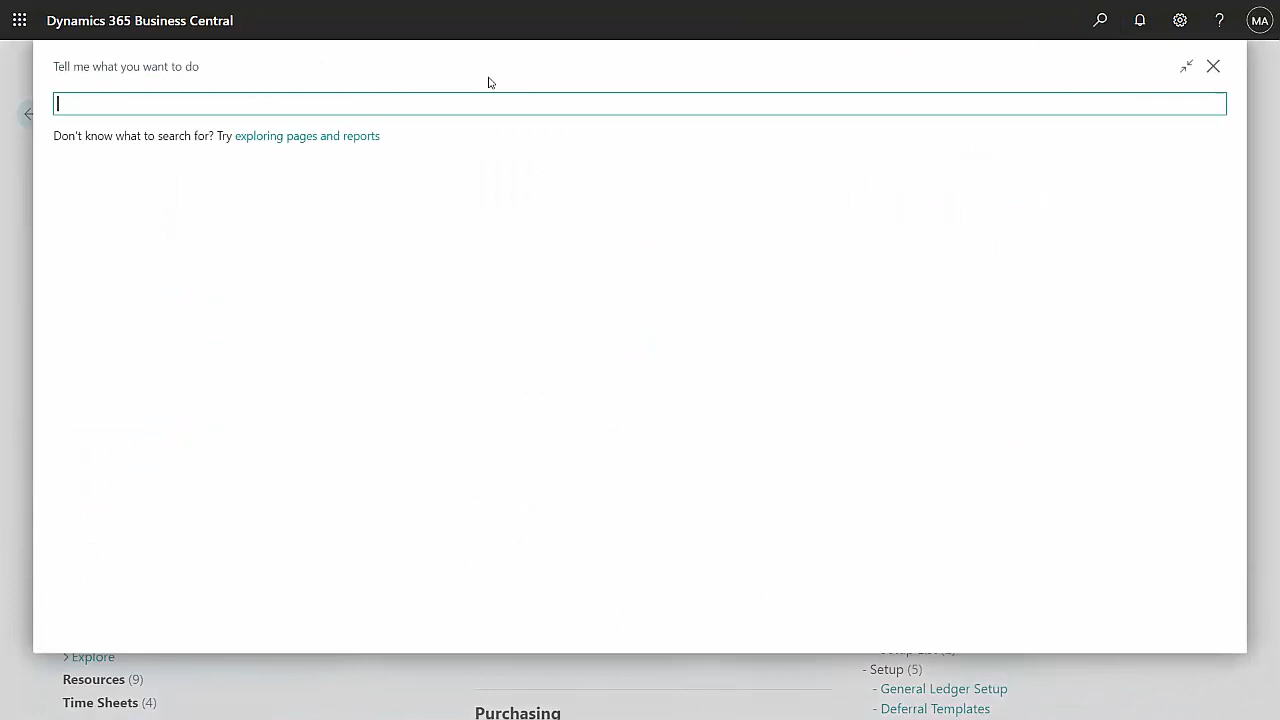 Dynamics 365 Business Central
?
MA
Tell me what you want to do
Don't know what to search for? Try exploring pages and reports
> Explore
Resources (9)
Time Sheets (4)
Purchasing
- Setup (5)
- General Ledger Setup
- Deferral Templates